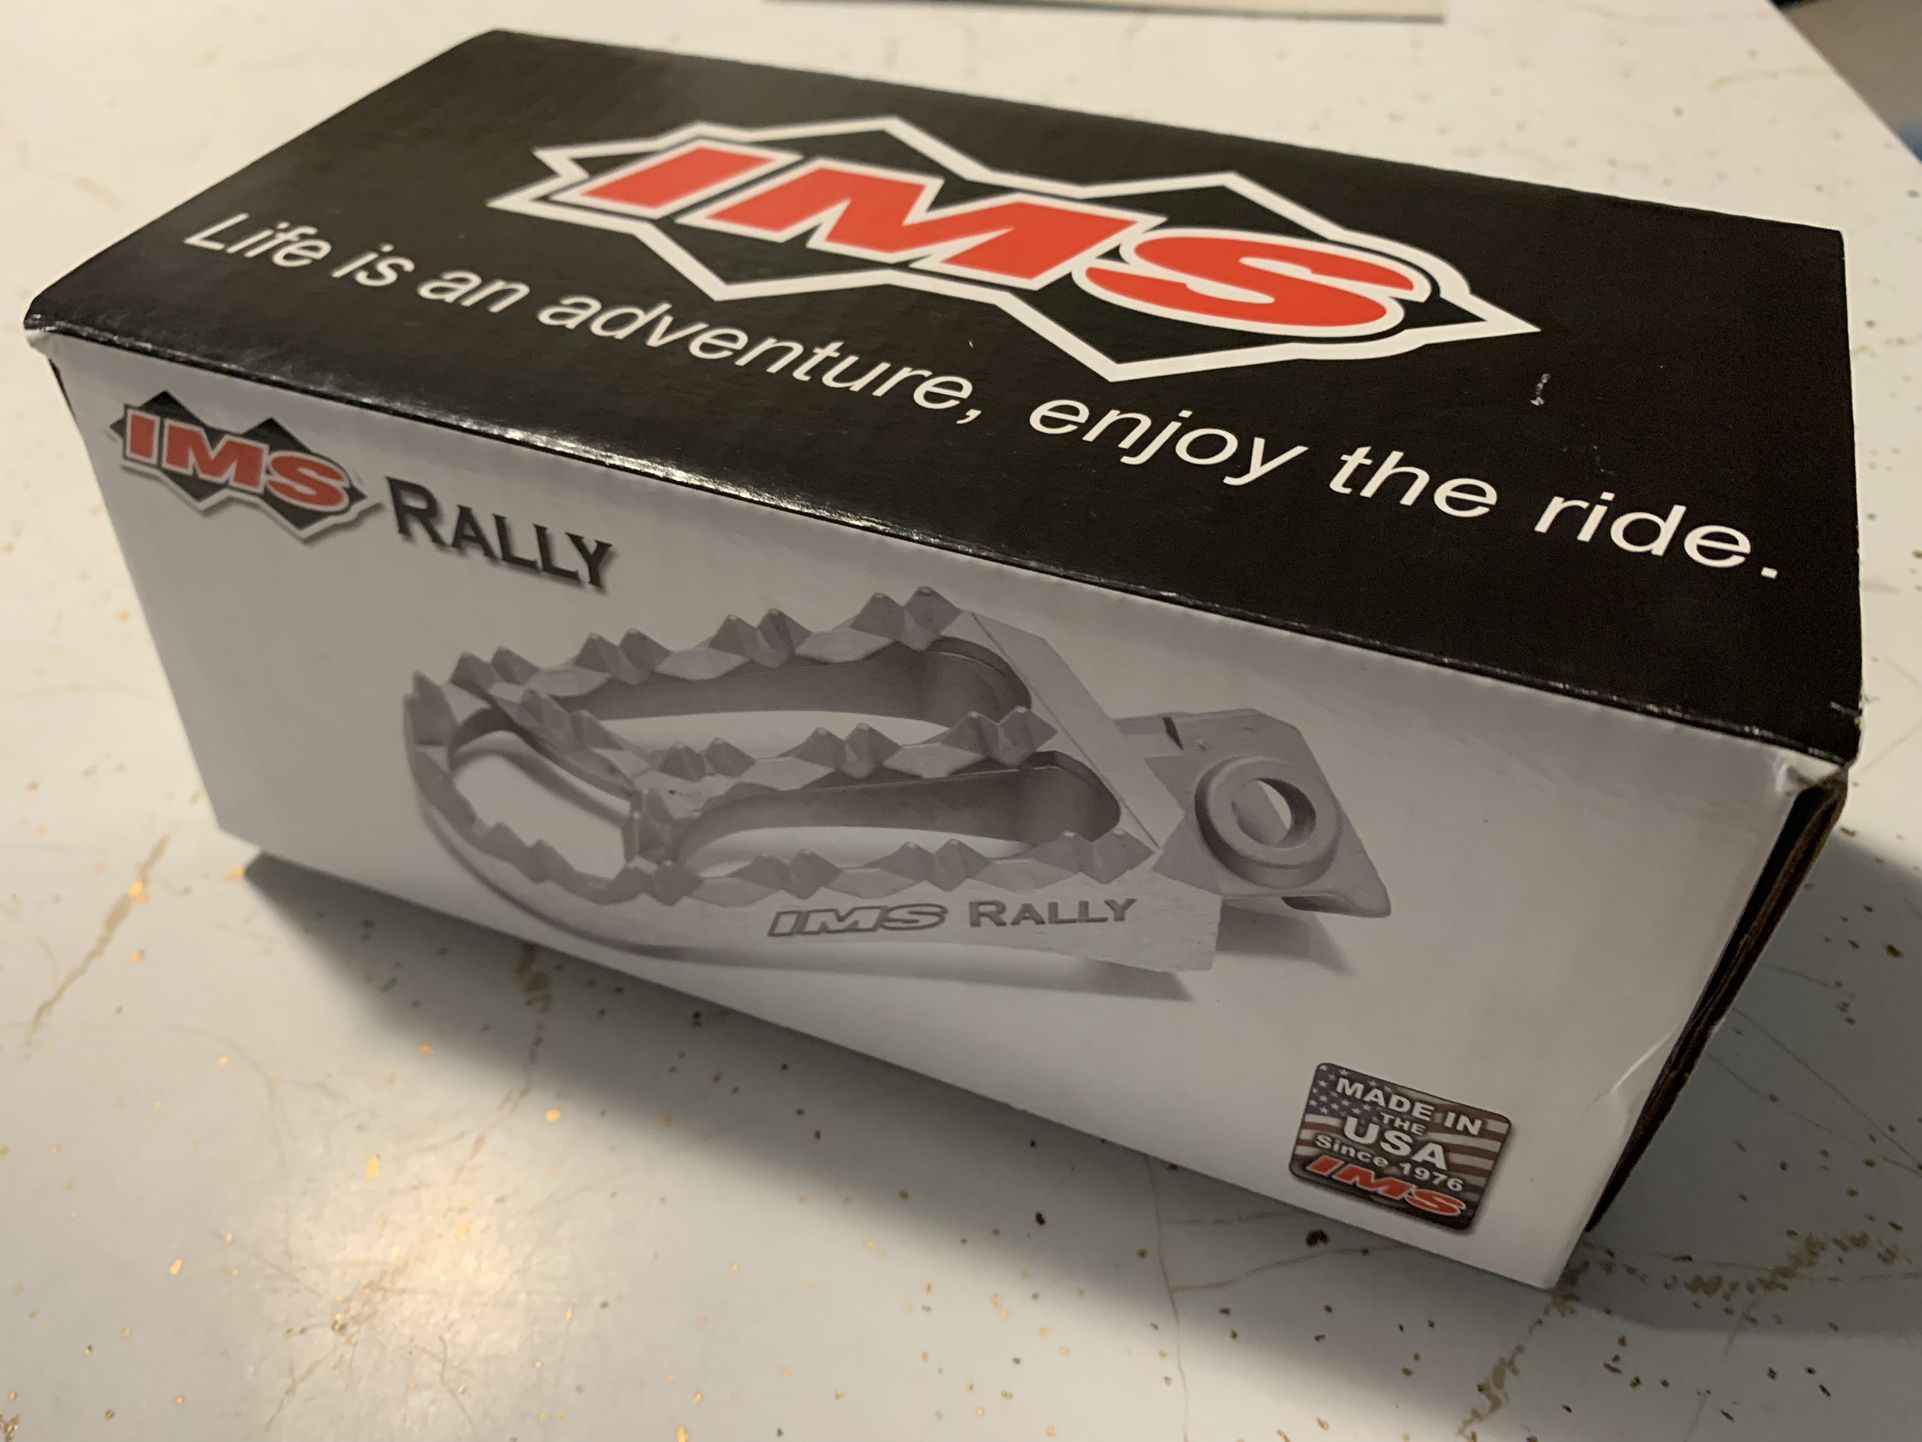 IMS
Life is an adventure, enjoy the ride.
IMS RALLY
IMS RALLY
MADE IN
THE
USA
Since 1976
IMS